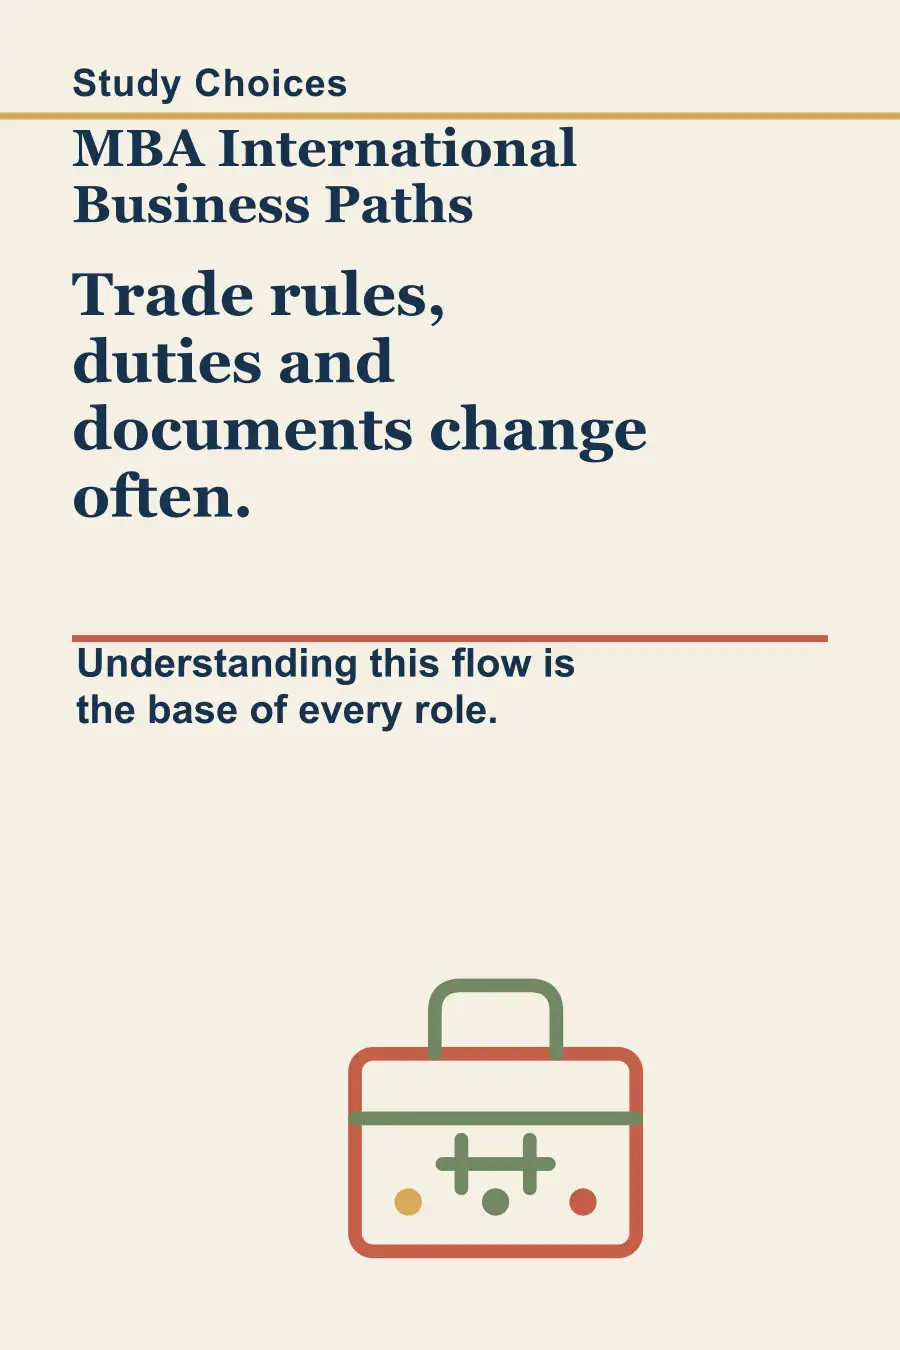 Study Choices
MBA International
Business Paths
Trade rules,
duties and
documents change
often.
Understanding this flow is
the base of every role.